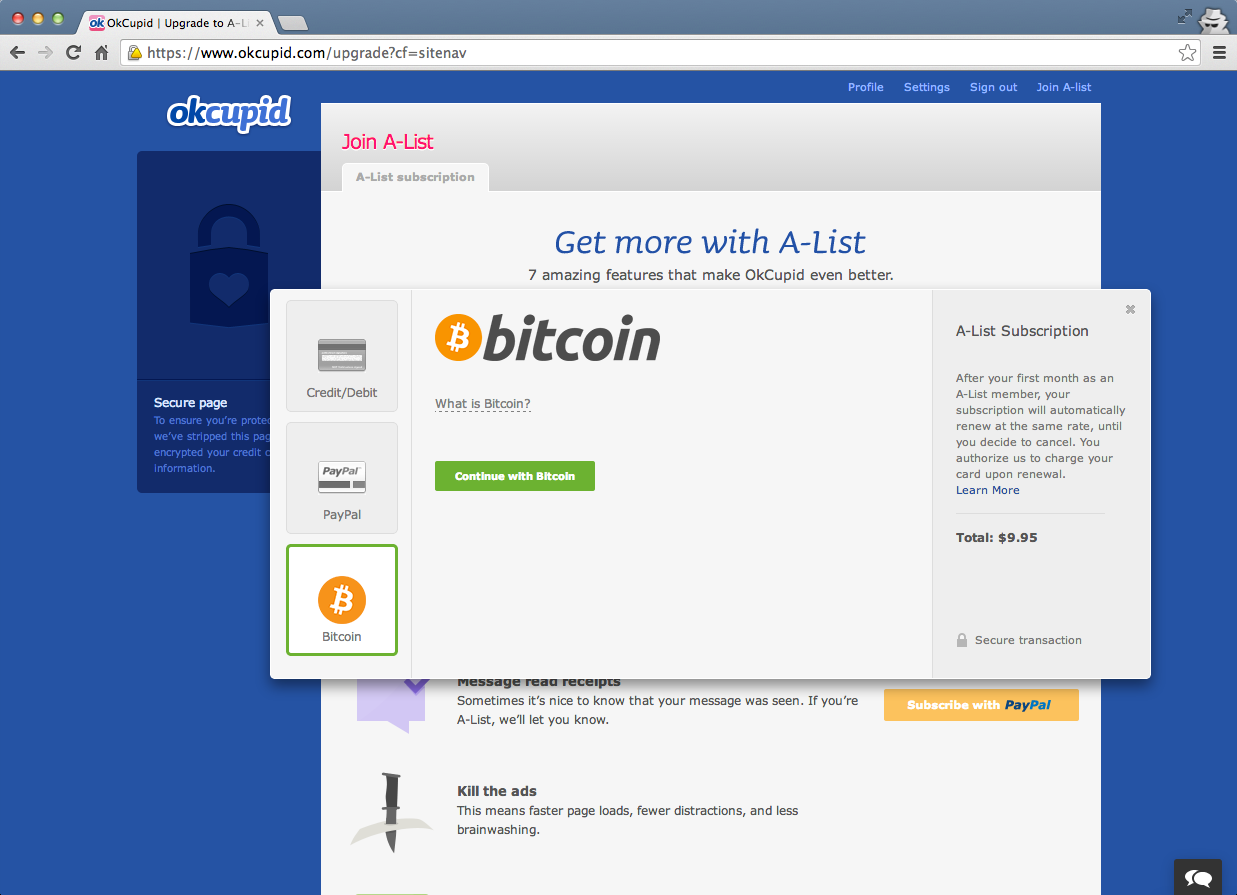 OkCupid | Upgrade to A-Li
https://www.okcupid.com/upgrade?cf=sitenav
Profile Settings Sign out Join A-list
okcupid
Join A-List
A-List subscription
Get more with A-List
7 amazing features that make OkCupid even better.
Secure page
To ensure you're
we've stripped this
encrypted your credit
information.
Credit/Debit
PayPal
PayPal
Bitcoin
bitcoin
What is Bitcoin?
Continue with Bitcoin
A-List Subscription
After your first month as an
A-List member, your
subscription will automatically
renew at the same rate, until
you decide to cancel. You
authorize us to charge your
card upon renewal.
Learn More
Total: $9.95
Secure transaction
Message read receipts
Sometimes it's nice to know that your message was seen. If you're
A-List, we'll let you know.
Subscribe with PayPal
Kill the ads
This means faster page loads, fewer distractions, and less
brainwashing.